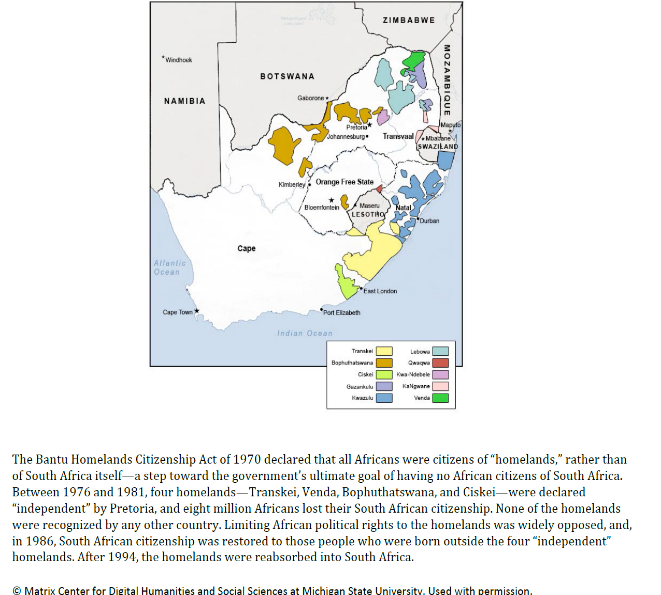 ZIMBABWE
Windhoek
BOTSWANA
MOZAMBIQUE
NAMIBIA
Gaborone
Pretoria
Johannesburg
Transvaal
Maputo
Mbabane
SWAZILAND
Kimberley
Orange Free State
Bloemfontein
Maseru
LESOTHO
Natal
Durban
Cape
Atlantic
Ocean
East London
Cape Town
Port Elizabeth
Indian Ocean
Transkei
Lebowa
Bophuthatswana
Qwaqwa
Ciskei
Kwa-Ndebele
Gazankulu
KaNgwane
Kwazulu
Venda
The Bantu Homelands Citizenship Act of 1970 declared that all Africans were citizens of “homelands,” rather than
of South Africa itself—a step toward the government’s ultimate goal of having no African citizens of South Africa.
Between 1976 and 1981, four homelands—Transkei, Venda, Bophuthatswana, and Ciskei—were declared
“independent” by Pretoria, and eight million Africans lost their South African citizenship. None of the homelands
were recognized by any other country. Limiting African political rights to the homelands was widely opposed, and,
in 1986, South African citizenship was restored to those people who were born outside the four “independent”
homelands. After 1994, the homelands were reabsorbed into South Africa.
© Matrix Center for Digital Humanities and Social Sciences at Michigan State University. Used with permission.